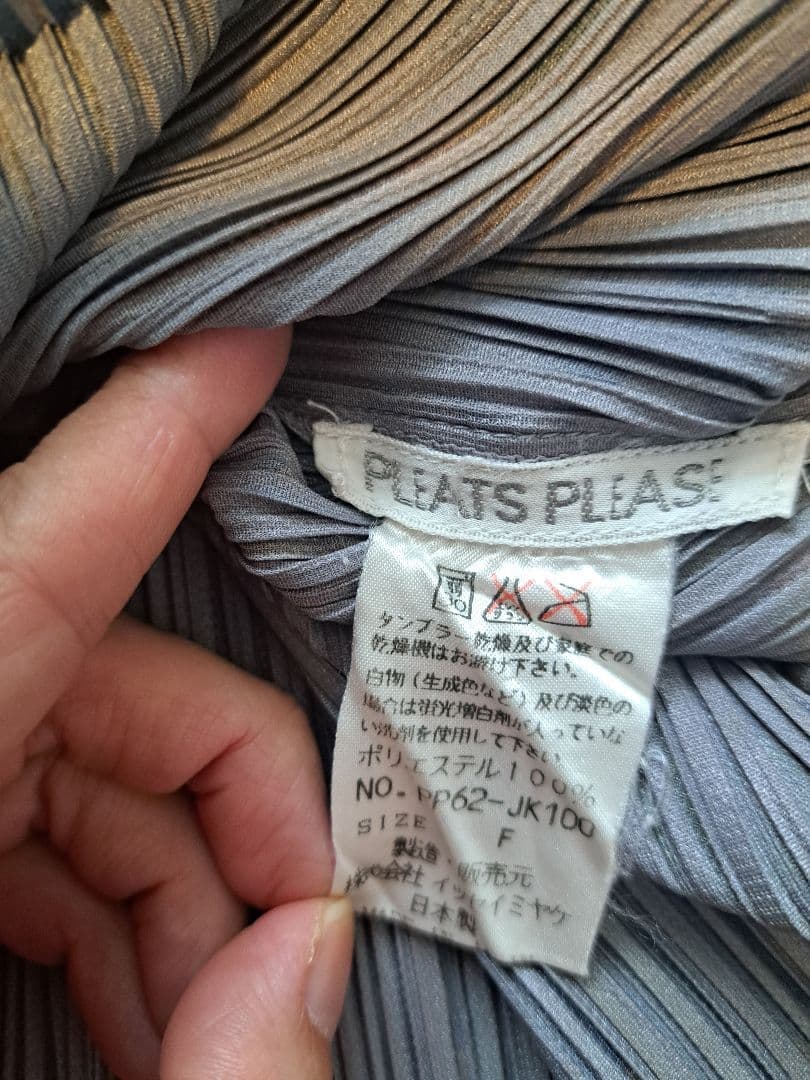 PLEATS PLEASE
タンブラー乾燥及び家庭での
乾燥機はお避け下さい。
白物（生成色など）及び淡色の
場合は蛍光増白剤が入っていな
い洗剤を使用して下さい
ポリエステル100%
NO. PP62-JK100
SIZE F
製造・販売元
株式会社 イッセイミヤケ
日本製